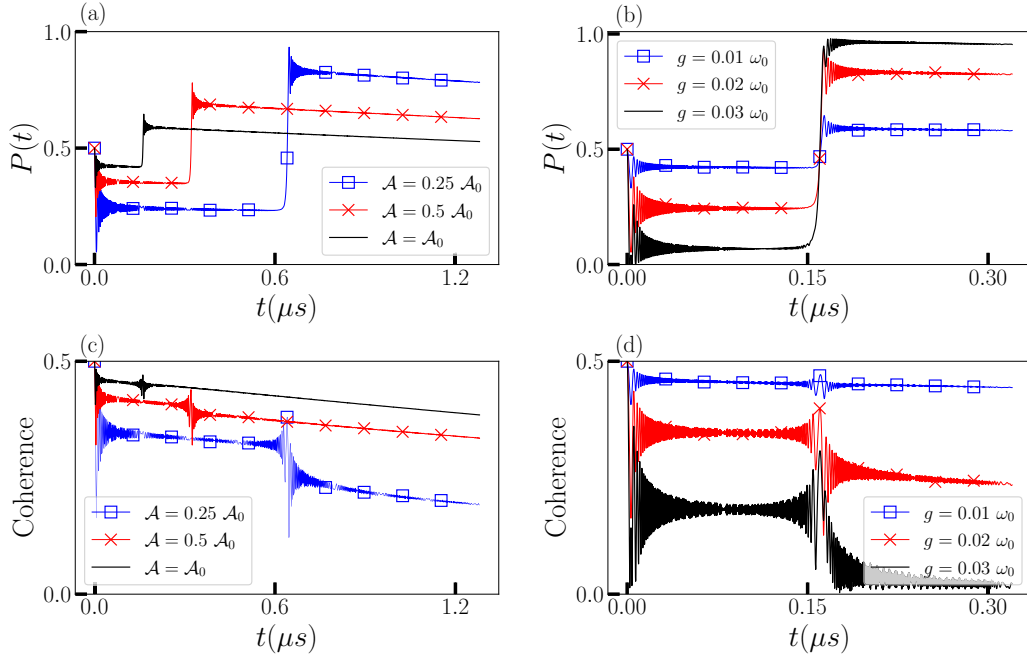 (a)
1.0
0.5
0.0
P(t)
𝒜 = 0.25 𝒜₀
𝒜 = 0.5 𝒜₀
𝒜 = 𝒜₀
0.0
0.6
1.2
t(μs)
(b)
1.0
0.5
0.0
P(t)
g = 0.01 ω₀
g = 0.02 ω₀
g = 0.03 ω₀
0.00
0.15
0.30
t(μs)
(c)
0.5
0.0
Coherence
𝒜 = 0.25 𝒜₀
𝒜 = 0.5 𝒜₀
𝒜 = 𝒜₀
0.0
0.6
1.2
t(μs)
(d)
0.5
0.0
Coherence
g = 0.01 ω₀
g = 0.02 ω₀
g = 0.03 ω₀
0.00
0.15
0.30
t(μs)